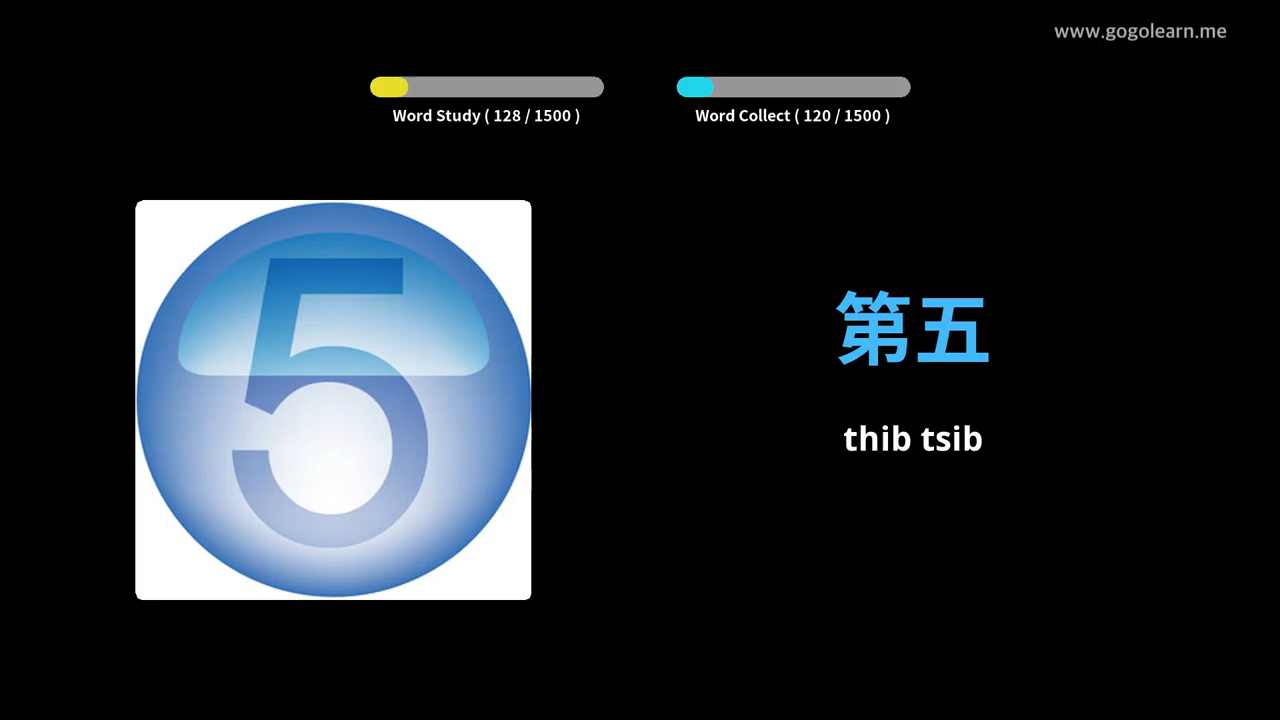 www.gogolearn.me
Word Study ( 128 / 1500 )
Word Collect ( 120 / 1500 )
5
第五
thib tsib